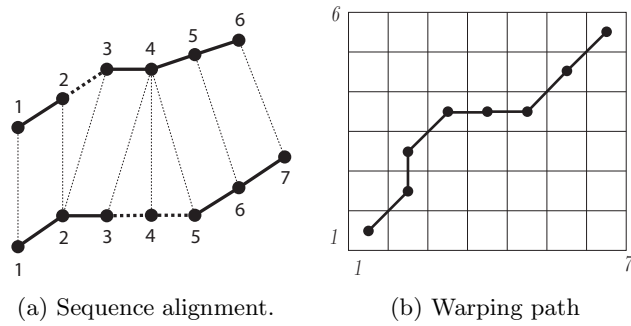 1 2 3 4 5 6
1 2 3 4 5 6 7
(a) Sequence alignment.
6
1
1 7
(b) Warping path